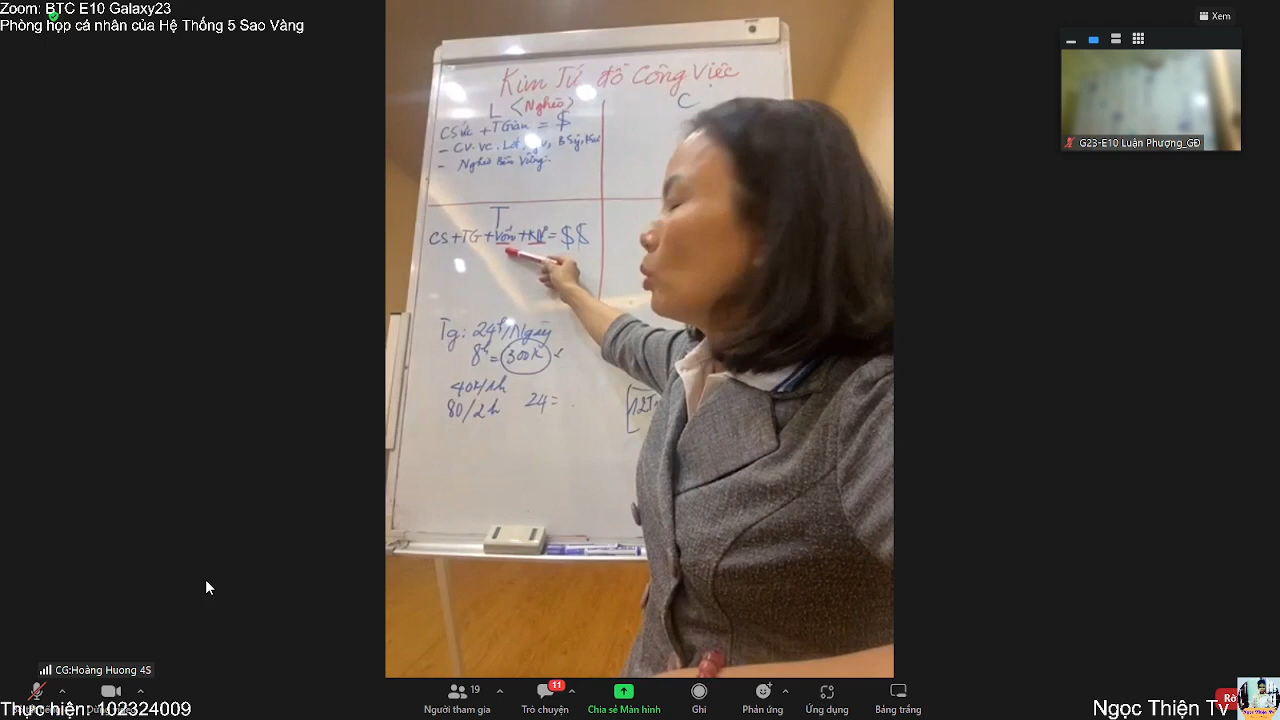 Zoom: BTC E10 Galaxy23
Phòng họp cá nhân của Hệ Thống 5 Sao Vàng
Xem
G23-E10 Luận Phượng_GĐ
Kim Tứ đồ Công Việc
L <Nghèo>
C
CSức + TGian = $
- CV. VC.
- Nghèo Bền Vững.
T
CS + TG + Vốn + KN = $$
Tg: 24h/Ngày
8h = 300K
40k/1h
80/2h 24 =
CG:Hoàng Huong 4S
19
11
Người tham gia
Trò chuyện
Chia sẻ Màn hình
Ghi
Phản ứng
Ứng dụng
Bảng trắng
Thực hiện: 102324009
Ngọc Thiện TV